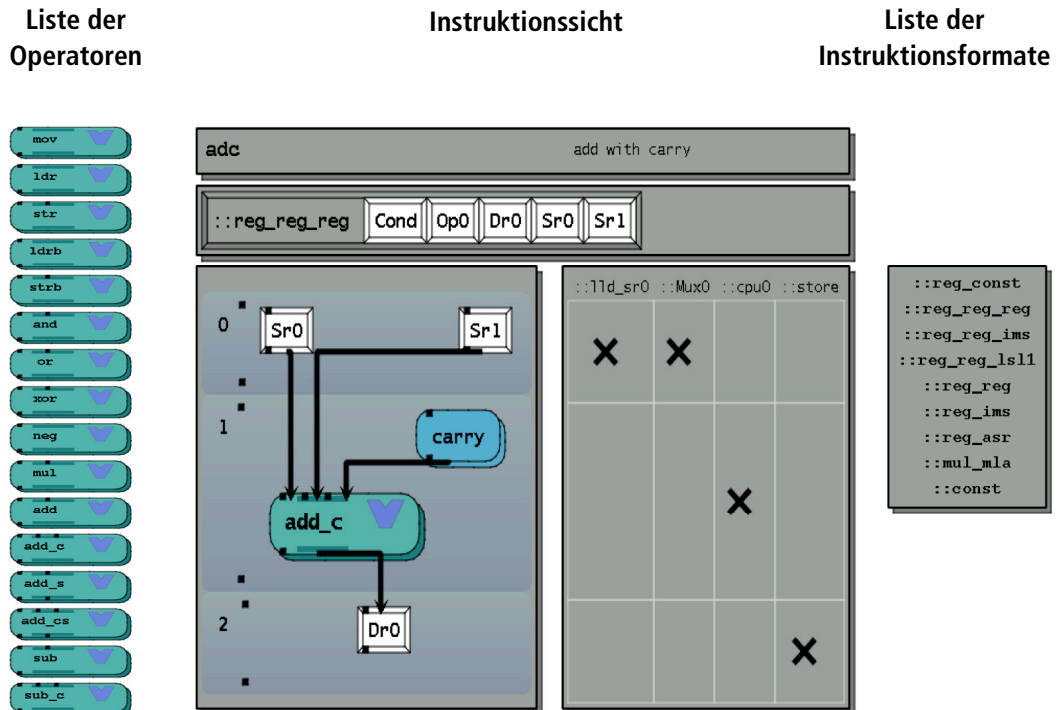 Liste der
Operatoren
Instruktionssicht
Liste der
Instruktionsformate
mov
ldr
str
ldrb
strb
and
or
xor
neg
mul
add
add_c
add_s
add_cs
sub
sub_c
adc add with carry
::reg_reg_reg Cond Op0 Dr0 Sr0 Sr1
0 Sr0 Sr1
1 carry
add_c
2 Dr0
::lld_sr0 ::Mux0 ::cpu0 ::store
::reg_const
::reg_reg_reg
::reg_reg_ims
::reg_reg_lsl1
::reg_reg
::reg_ims
::reg_asr
::mul_mla
::const